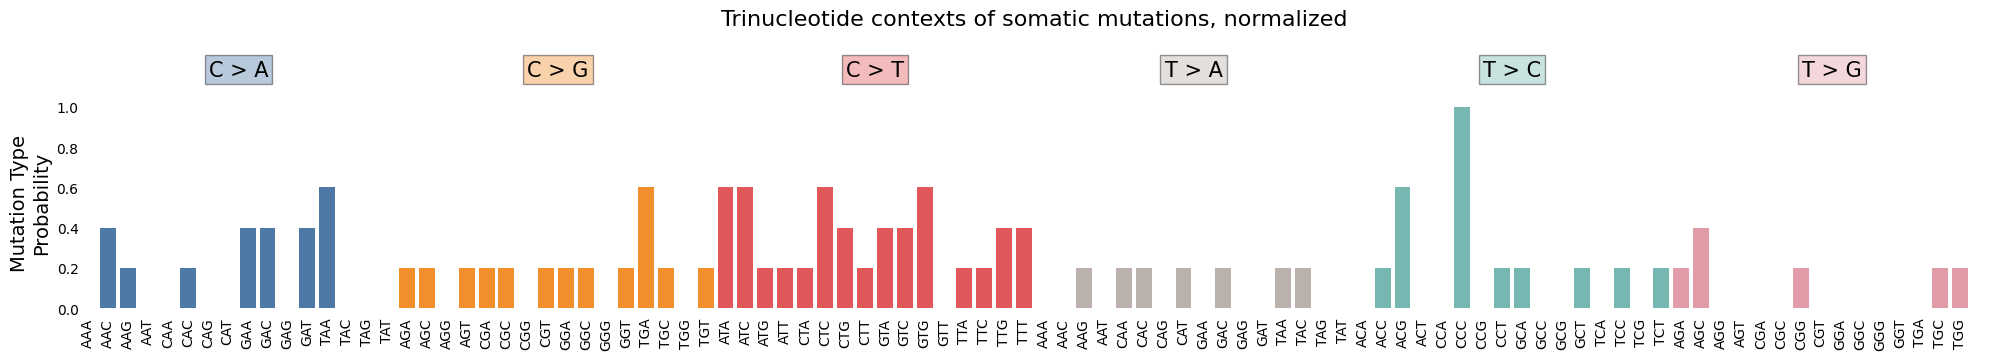 Trinucleotide contexts of somatic mutations, normalized
C > A C > G C > T T > A T > C T > G
Mutation Type
Probability
1.0
0.8
0.6
0.4
0.2
0.0
AAA AAC AAG AAT CAA CAC CAG CAT GAA GAC GAG GAT TAA TAC TAG TAT AGA AGC AGG AGT CGA CGC CGG CGT GGA GGC GGG GGT TGA TGC TGG TGT ATA ATC ATG ATT CTA CTC CTG CTT GTA GTC GTG GTT TTA TTC TTG TTT AAA AAC AAG AAT CAA CAC CAG CAT GAA GAC GAG GAT TAA TAC TAG TAT ACA ACC ACG ACT CCA CCC CCG CCT GCA GCC GCG GCT TCA TCC TCG TCT AGA AGC AGG AGT CGA CGC CGG CGT GGA GGC GGG GGT TGA TGC TGG